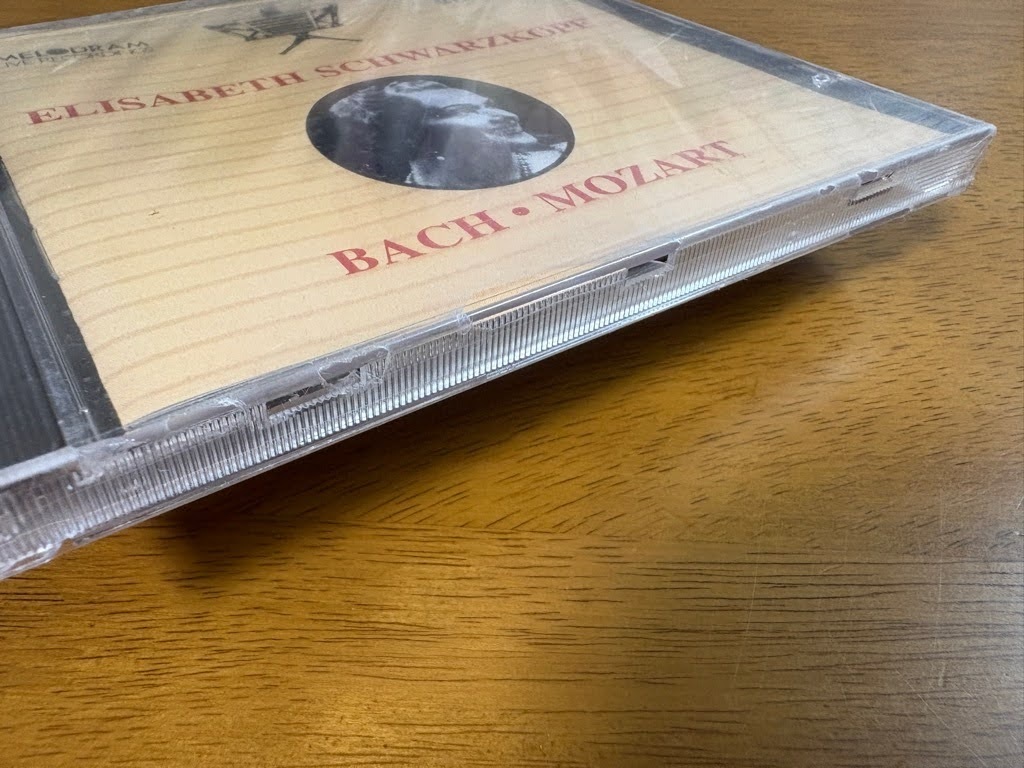 MELODRAM
ELISABETH SCHWARZKOPF
BACH • MOZART